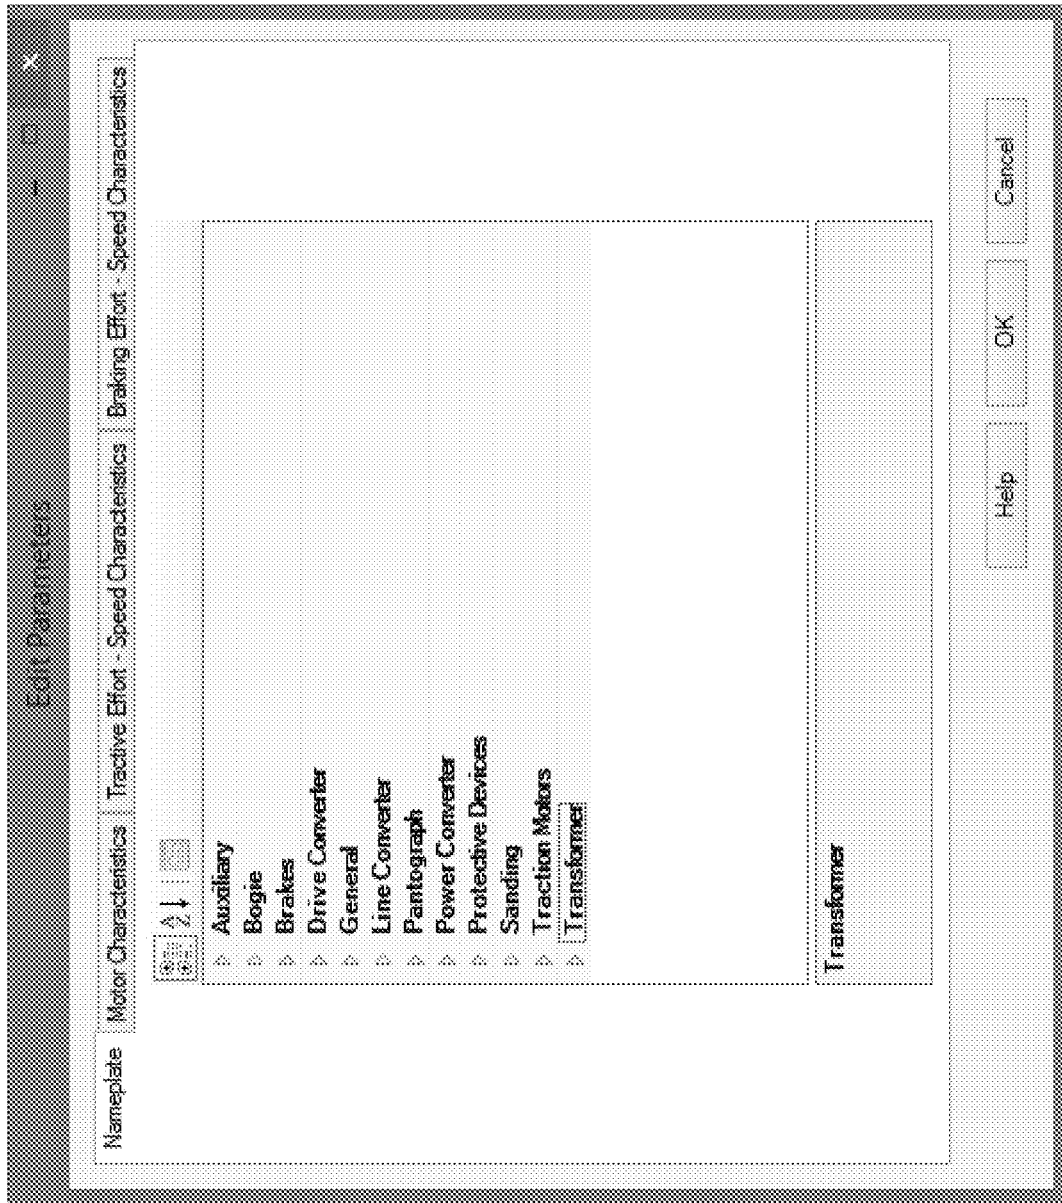 Edit Parameters
Nameplate
Motor Characteristics
Tractive Effort - Speed Characteristics
Braking Effort - Speed Characteristics
Auxiliary
Bogie
Brakes
Drive Converter
General
Line Converter
Pantograph
Power Converter
Protective Devices
Sanding
Traction Motors
Transformer
Transformer
Help
OK
Cancel